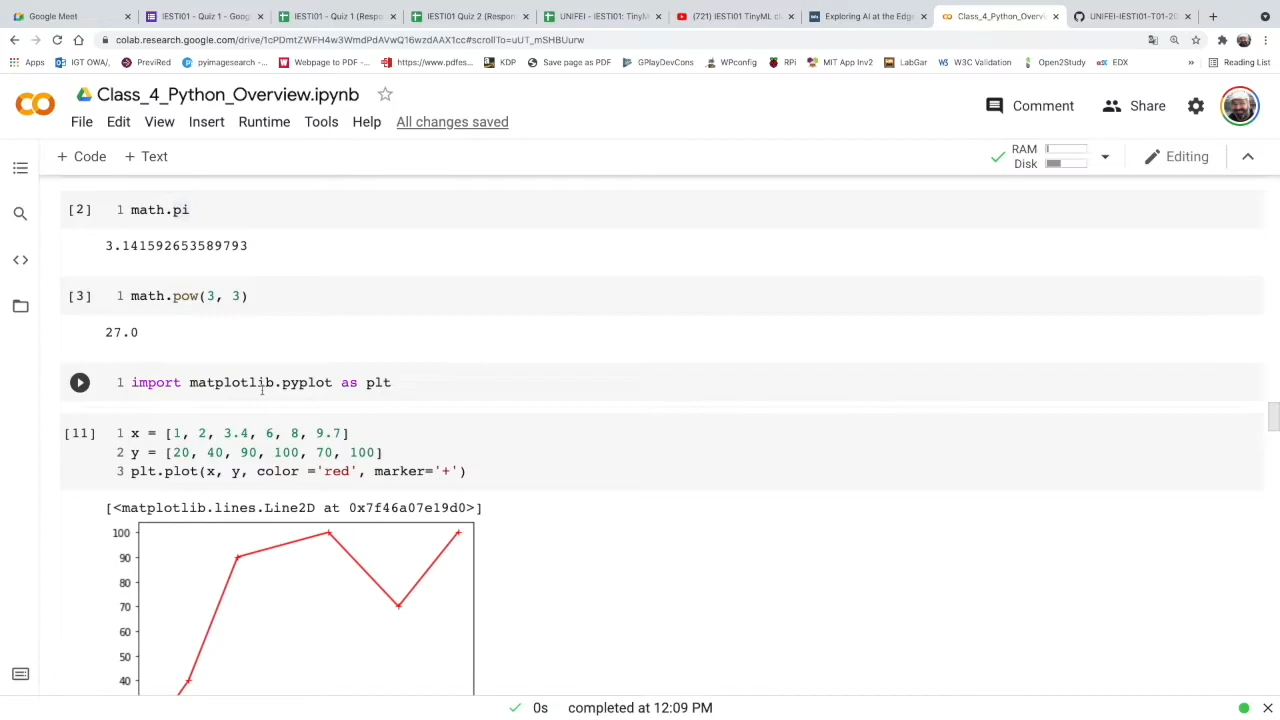 Google Meet
IESTI01 - Quiz 1 - Goog
IESTI01 - Quiz 1 (Respor
IESTI01 Quiz 2 (Respon
UNIFEI - IESTI01: TinyM
(721) IESTI01 TinyML cl
Exploring AI at the Edge
Class_4_Python_Overvi
UNIFEI-IESTI01-T01-20
colab.research.google.com/drive/1cPDmtZWFH4w3WmdPdAVwQ16wzdAAX1cc#scrollTo=uUT_mSHBUurw
Apps
IGT OWA/,
PreviRed
pyimagesearch -...
Webpage to PDF -...
https://www.pdfes...
KDP
Save page as PDF
GPlayDevCons
WPconfig
RPi
MIT App Inv2
LabGar
W3C Validation
Open2Study
EDX
»
Reading List
CO
Class_4_Python_Overview.ipynb
Comment
Share
File Edit View Insert Runtime Tools Help All changes saved
+ Code + Text
RAM
Disk
Editing
[2] 1 math.pi
3.141592653589793
[3] 1 math.pow(3, 3)
27.0
1 import matplotlib.pyplot as plt
[11] 1 x = [1, 2, 3.4, 6, 8, 9.7]
2 y = [20, 40, 90, 100, 70, 100]
3 plt.plot(x, y, color ='red', marker='+')
[<matplotlib.lines.Line2D at 0x7f46a07e19d0>]
100
90
80
70
60
50
40
0s completed at 12:09 PM